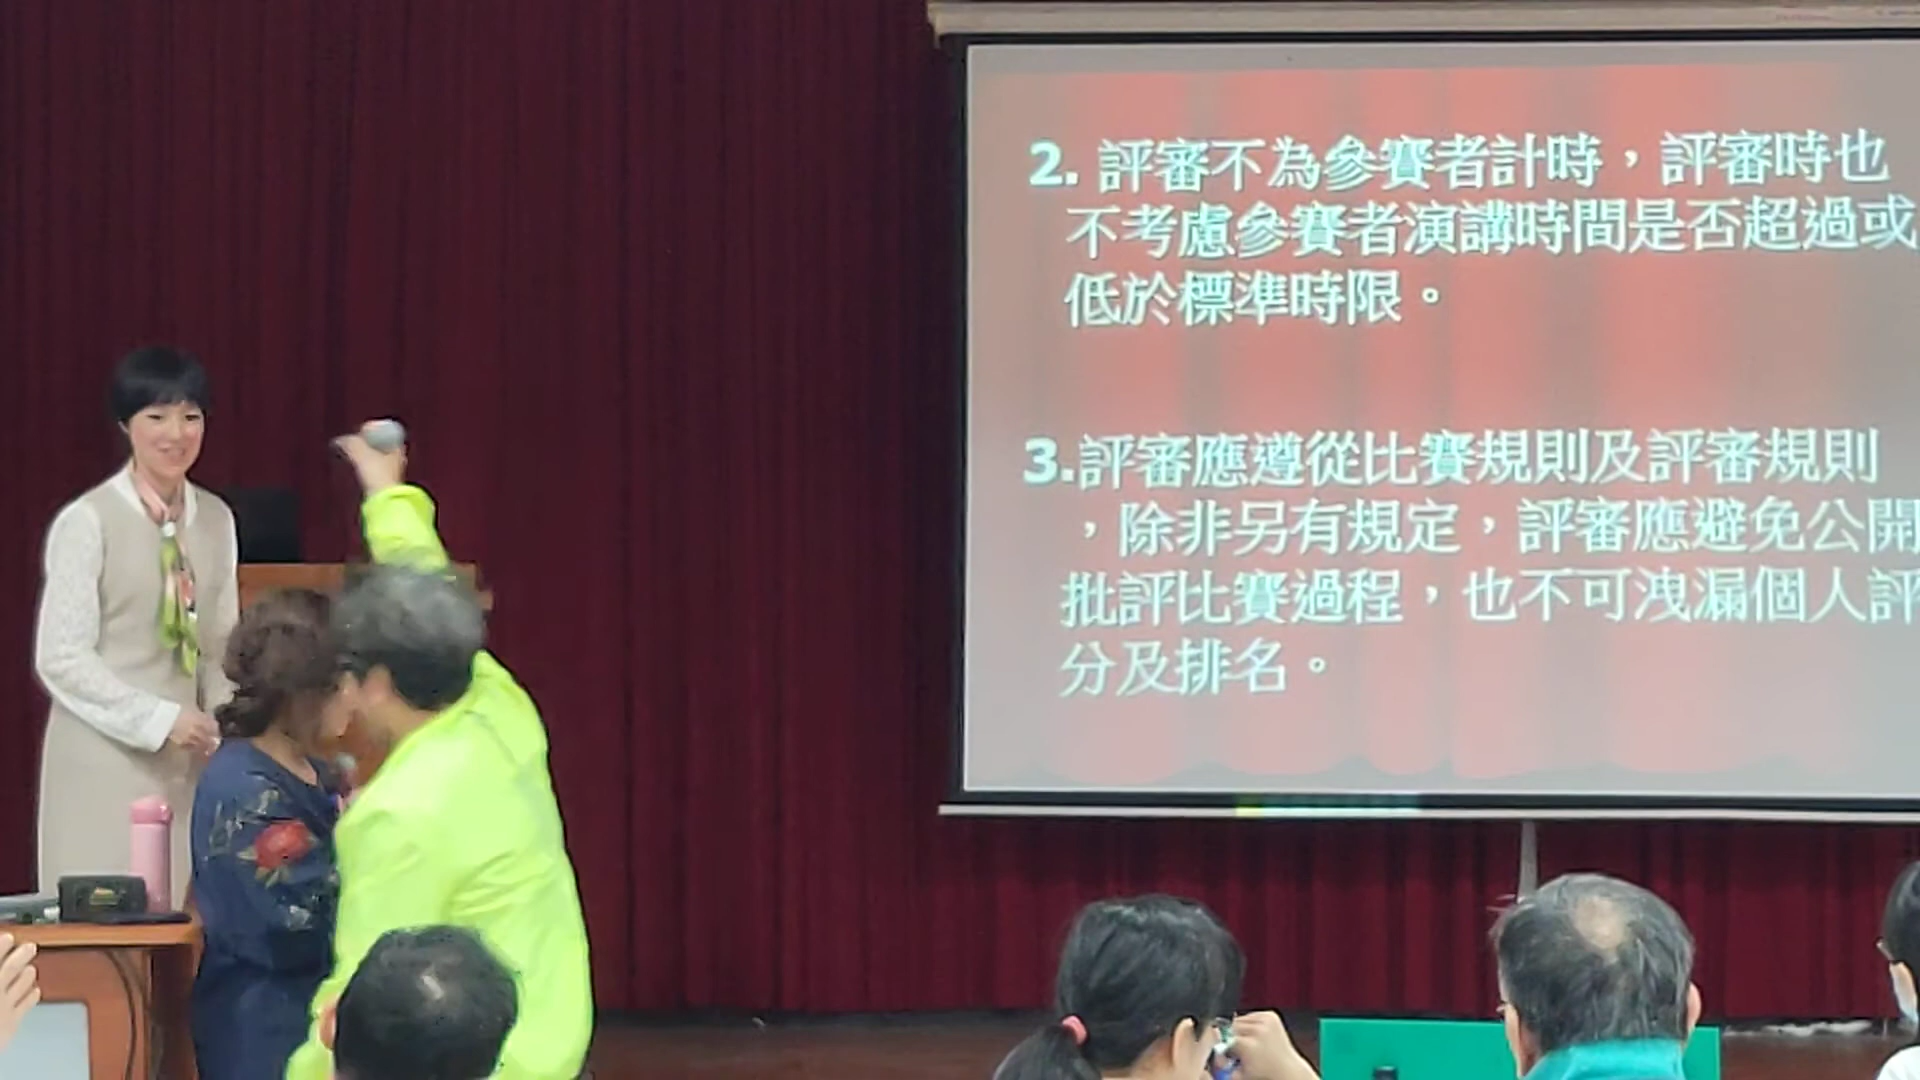 2. 評審不為參賽者計時，評審時也
不考慮參賽者演講時間是否超過或
低於標準時限。
3.評審應遵從比賽規則及評審規則
，除非另有規定，評審應避免公開
批評比賽過程，也不可洩漏個人評
分及排名。